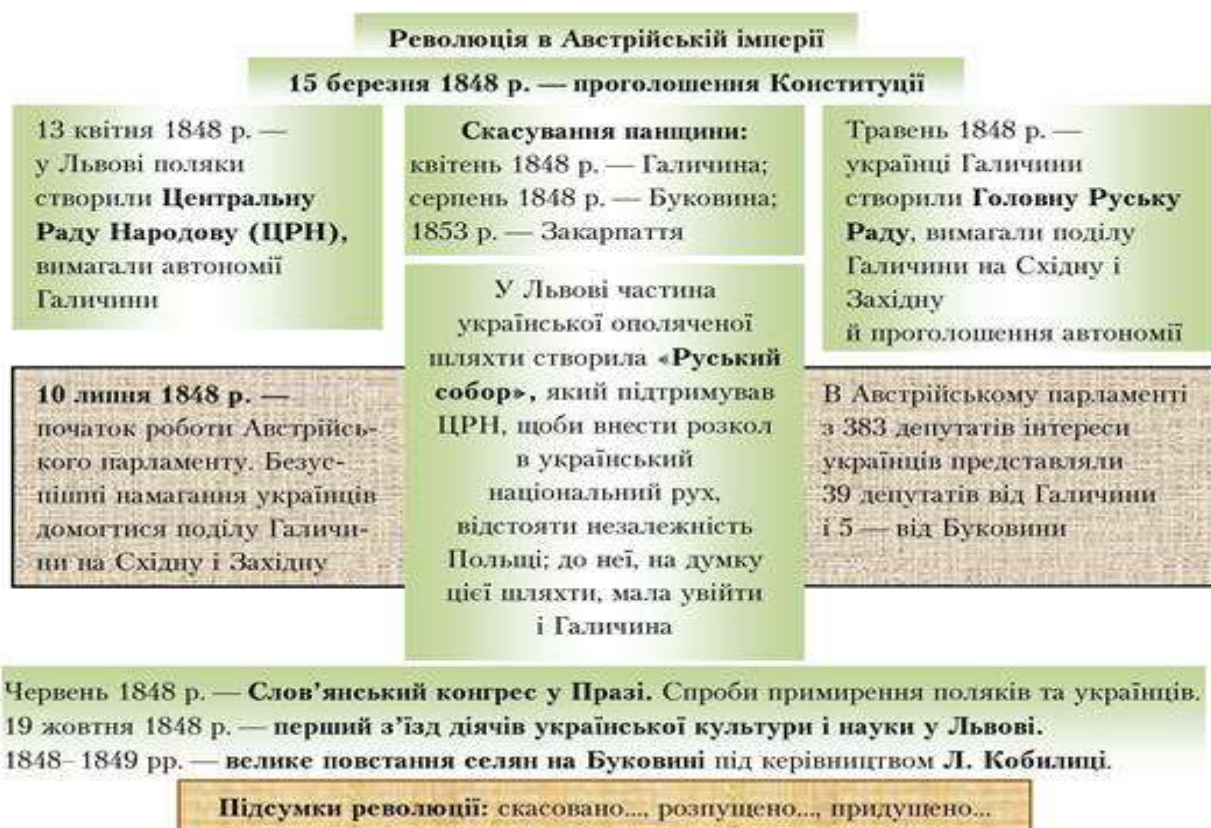 Революція в Австрійській імперії
15 березня 1848 р. — проголошення Конституції
13 квітня 1848 р. —
у Львові поляки
створили Центральну
Раду Народову (ЦРН),
вимагали автономії
Галичини
Скасування панщини:
квітень 1848 р. — Галичина;
серпень 1848 р. — Буковина;
1853 р. — Закарпаття
Травень 1848 р. —
українці Галичини
створили Головну Руську
Раду, вимагали поділу
Галичини на Східну і
Західну
й проголошення автономії
10 липня 1848 р. —
початок роботи Австрійсь-
кого парламенту. Безус-
пішні намагання українців
домогтися поділу Галичи-
ни на Східну і Західну
У Львові частина
української ополяченої
шляхти створила «Руський
собор», який підтримував
ЦРН, щоби внести розкол
в український
національний рух,
відстояти незалежність
Польщі; до неї, на думку
цієї шляхти, мала увійти
і Галичина
В Австрійському парламенті
з 383 депутатів інтереси
українців представляли
39 депутатів від Галичини
і 5 — від Буковини
Червень 1848 р. — Слов’янський конгрес у Празі. Спроби примирення поляків та українців.
19 жовтня 1848 р. — перший з’їзд діячів української культури і науки у Львові.
1848–1849 рр. — велике повстання селян на Буковині під керівництвом Л. Кобилиці.
Підсумки революції: скасовано..., розпущено..., придушено...